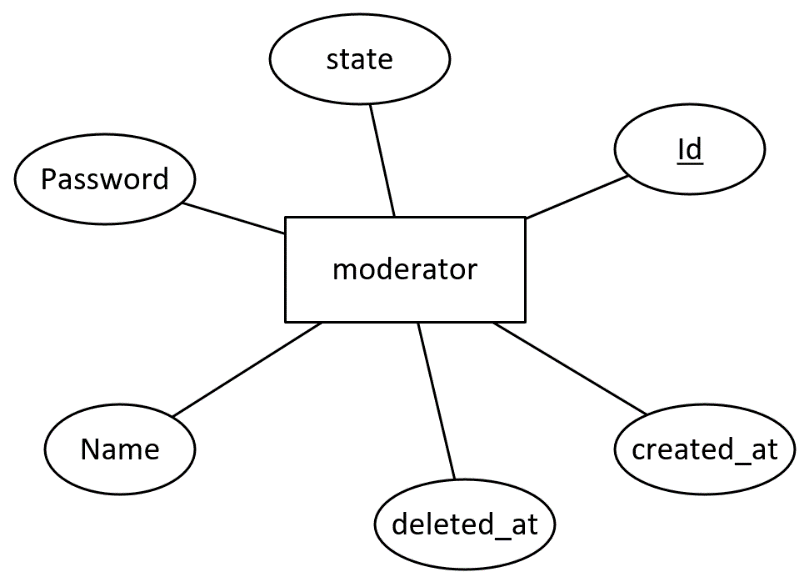 state
Id
Password
moderator
Name
created_at
deleted_at